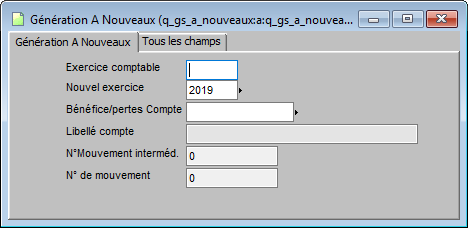 Génération A Nouveaux (q_gs_a_nouveaux:a:q_gs_a_nouvea...
Génération A Nouveaux
Tous les champs
Exercice comptable
Nouvel exercice 2019
Bénéfice/pertes Compte
Libellé compte
N°Mouvement interméd. 0
N° de mouvement 0